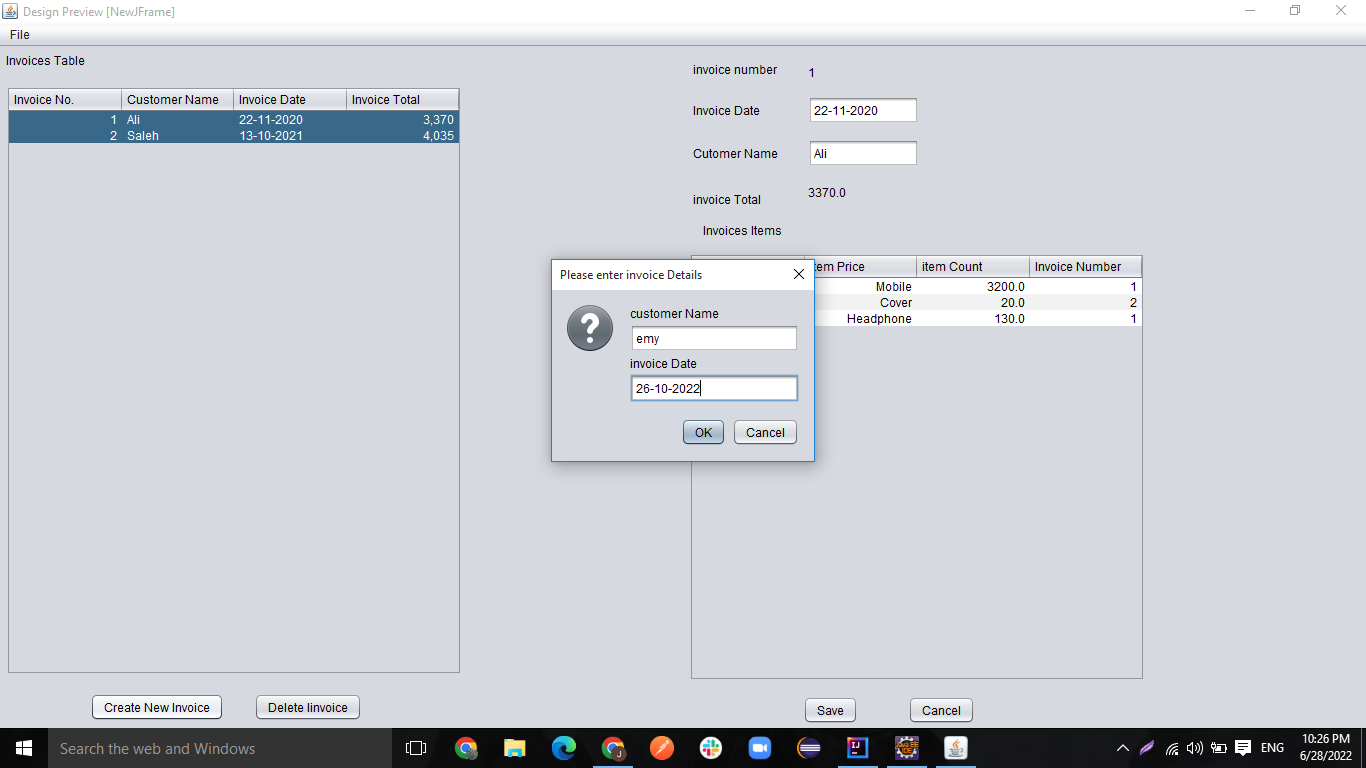 Design Preview [NewJFrame]
File
Invoices Table
Invoice No. Customer Name Invoice Date Invoice Total
1 Ali 22-11-2020 3,370
2 Saleh 13-10-2021 4,035
invoice number 1
Invoice Date 22-11-2020
Cutomer Name Ali
invoice Total 3370.0
Invoices Items
Price item Count Invoice Number
Mobile 3200.0 1
Cover 20.0 2
Headphone 130.0 1
Please enter invoice Details
customer Name
emy
invoice Date
26-10-2022
OK Cancel
Create New Invoice Delete Iinvoice
Save Cancel
Search the web and Windows
ENG
10:26 PM
6/28/2022